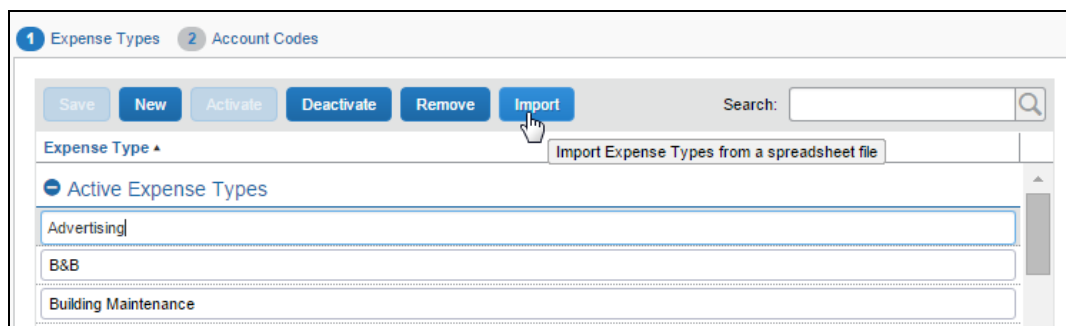 1 Expense Types 2 Account Codes
Save New Activate Deactivate Remove Import Search:
Expense Type
Import Expense Types from a spreadsheet file
Active Expense Types
Advertising
B&B
Building Maintenance